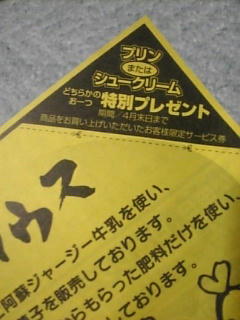 プリン
または
シュークリーム
どちらかの
お一つ 特別プレゼント
期間/4月末日まで
商品をお買い上げいただいたお客様限定サービス券
ウス
阿蘇ジャージー牛乳を使い、
子を販売しております。
からもらった肥料だけを使い、
しております。